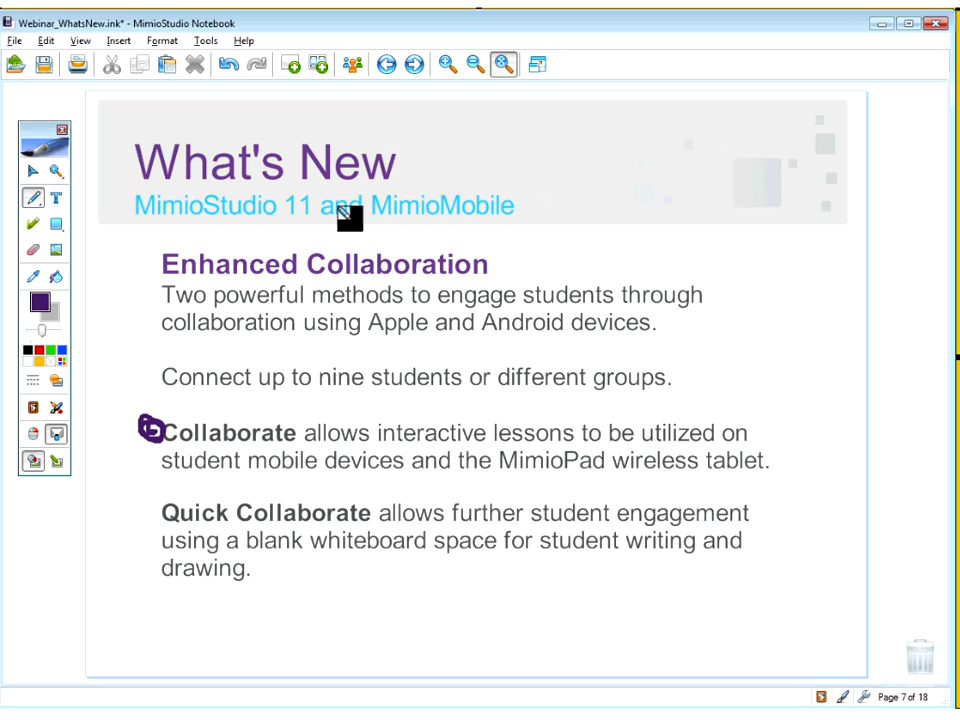 Webinar_WhatsNew.ink* - MimioStudio Notebook
File Edit View Insert Format Tools Help
T
What's New
MimioStudio 11 and MimioMobile
Enhanced Collaboration
Two powerful methods to engage students through
collaboration using Apple and Android devices.
Connect up to nine students or different groups.
Collaborate allows interactive lessons to be utilized on
student mobile devices and the MimioPad wireless tablet.
Quick Collaborate allows further student engagement
using a blank whiteboard space for student writing and
drawing.
Page 7 of 18